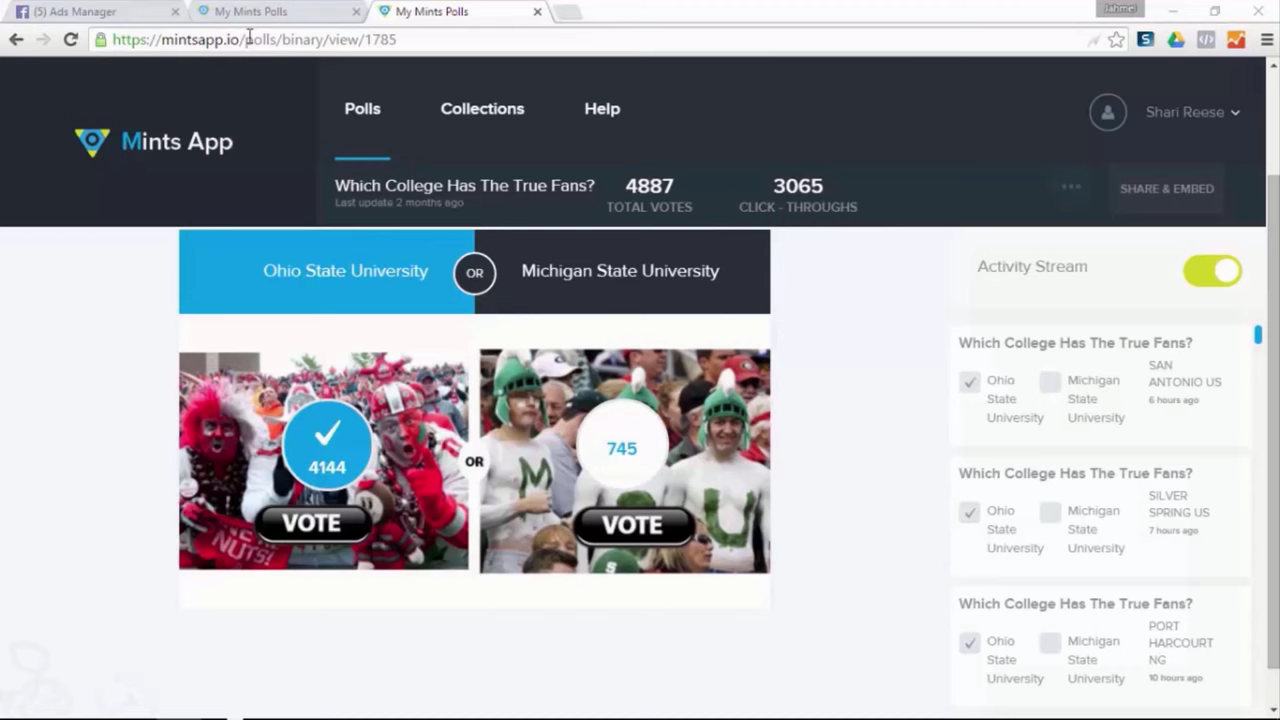 (5) Ads Manager
My Mints Polls
My Mints Polls
Jahmel
https://mintsapp.io/polls/binary/view/1785
Mints App
Polls
Collections
Help
Shari Reese
Which College Has The True Fans?
Last update 2 months ago
4887
TOTAL VOTES
3065
CLICK - THROUGHS
SHARE & EMBED
Ohio State University
OR
Michigan State University
4144
VOTE
NUTS!
OR
745
VOTE
M
U
S
Activity Stream
Which College Has The True Fans?
Ohio
State
University
Michigan
State
University
SAN
ANTONIO US
6 hours ago
Which College Has The True Fans?
Ohio
State
University
Michigan
State
University
SILVER
SPRING US
7 hours ago
Which College Has The True Fans?
Ohio
State
University
Michigan
State
University
PORT
HARCOURT
NG
10 hours ago